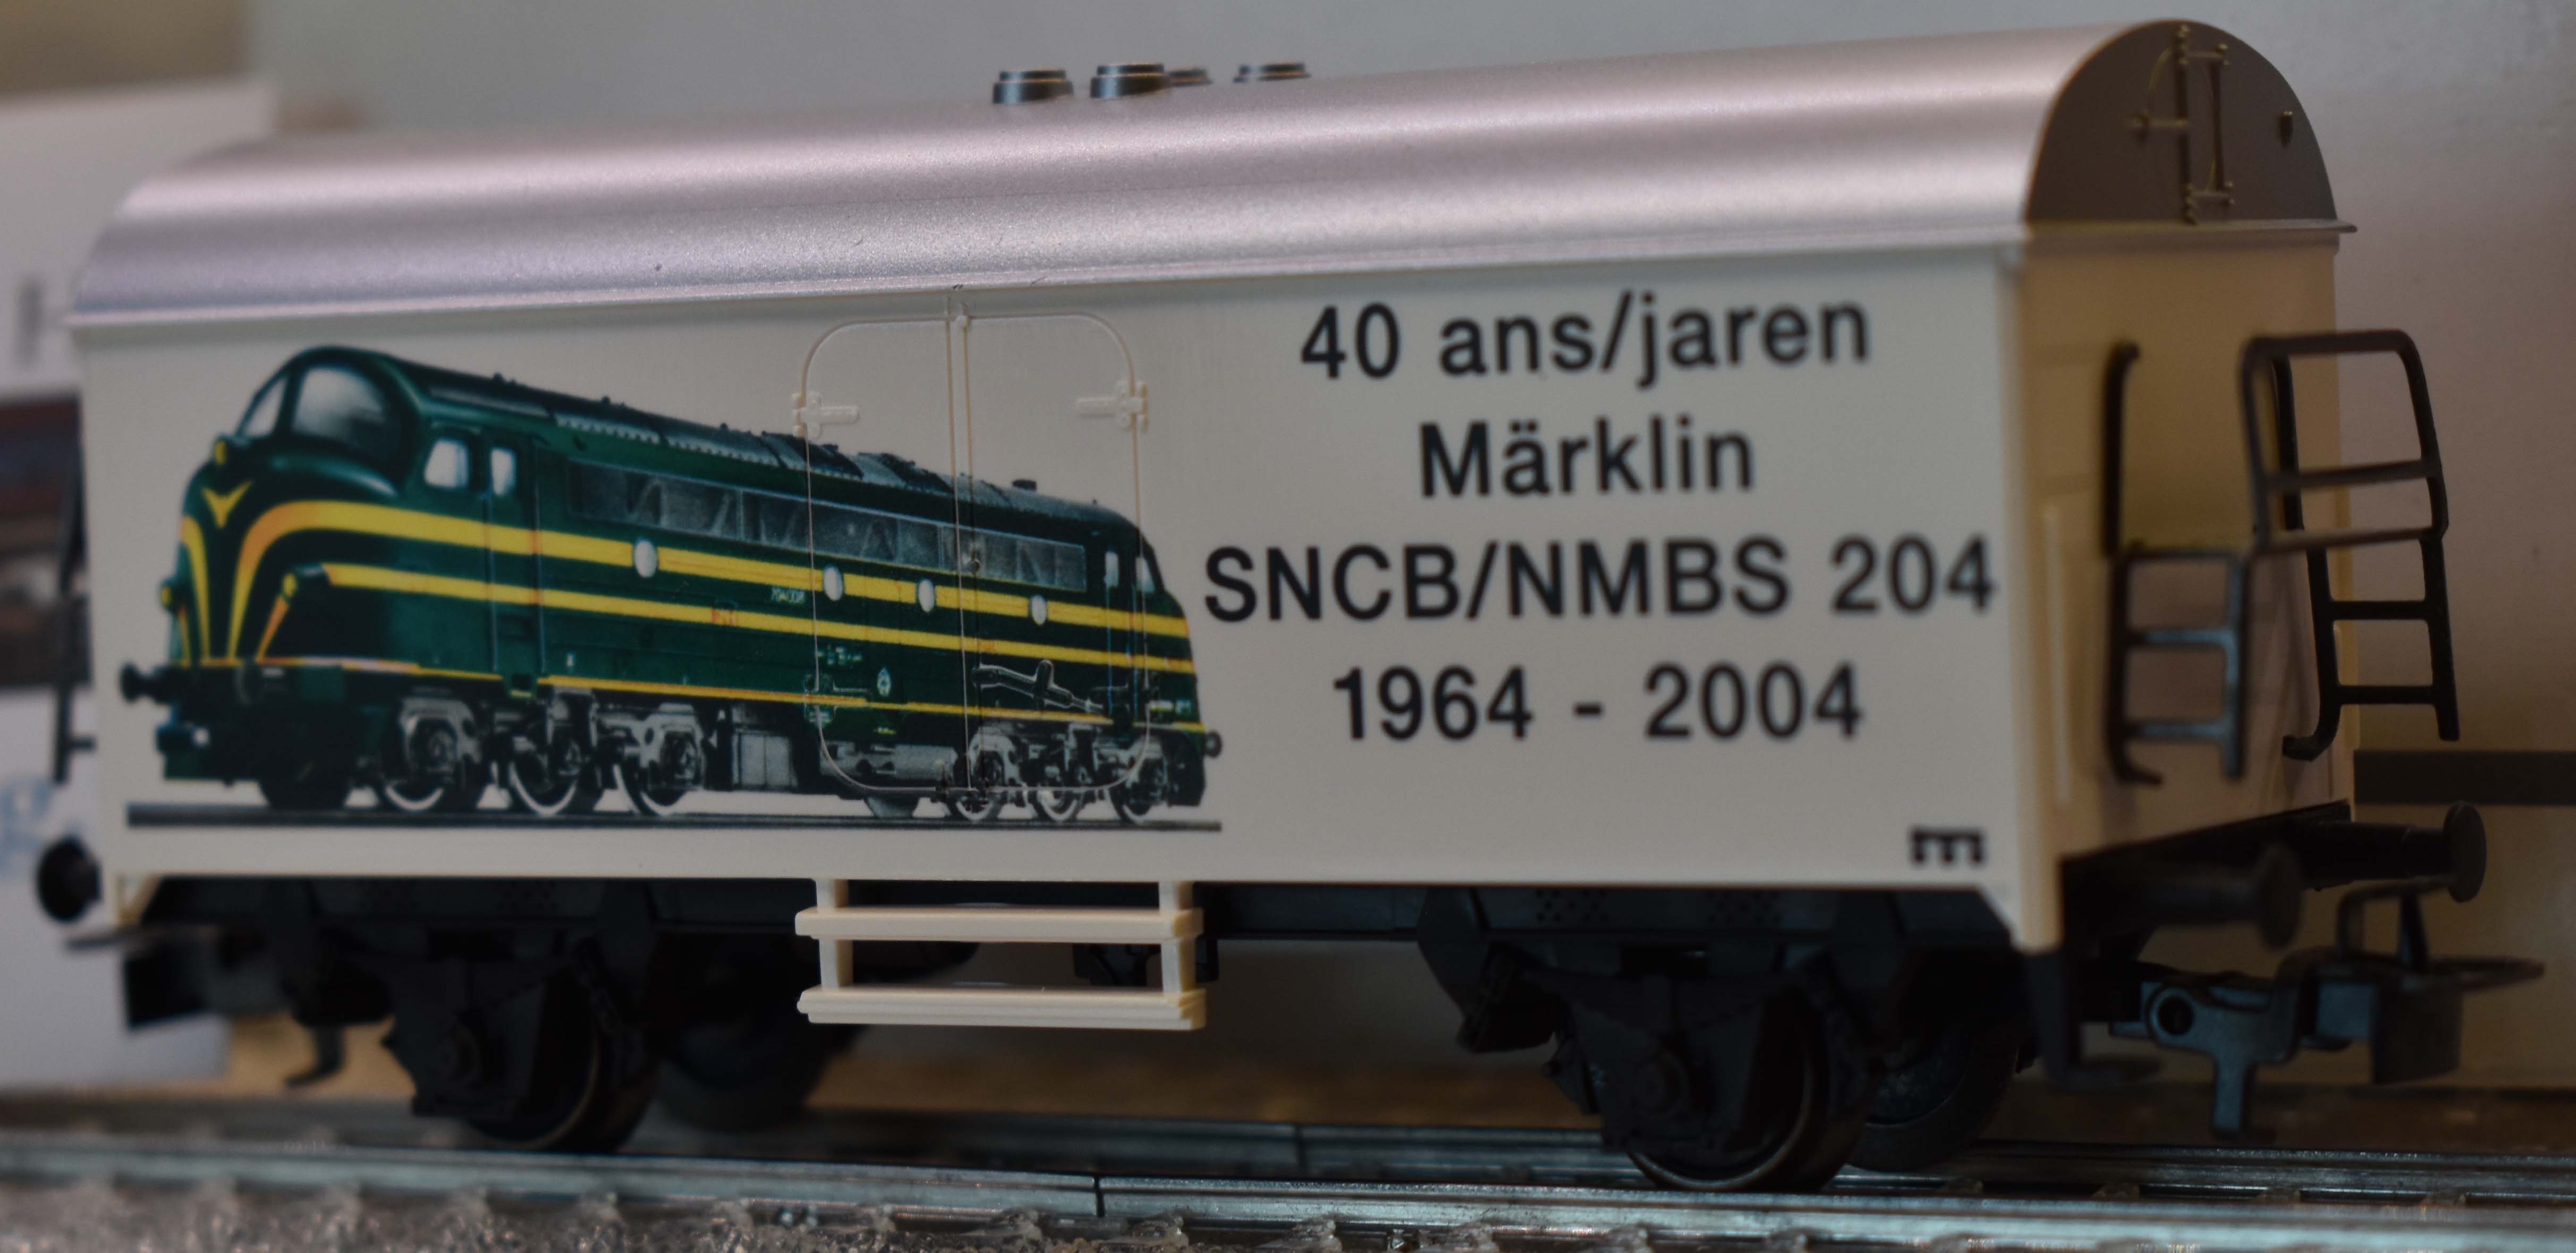 40 ans/jaren
Märklin
SNCB/NMBS 204
1964 - 2004